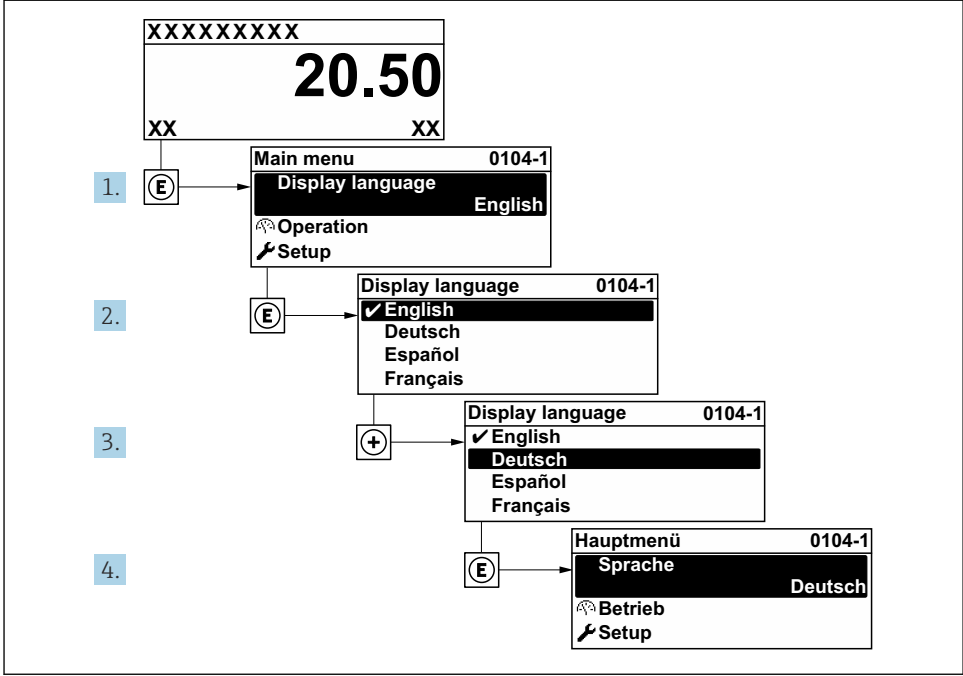 XXXXXXXXX
20.50
XX XX
1. E
Main menu 0104-1
Display language
English
Operation
Setup
2. E
Display language 0104-1
✔ English
Deutsch
Español
Français
3. +
Display language 0104-1
✔ English
Deutsch
Español
Français
4. E
Hauptmenü 0104-1
Sprache
Deutsch
Betrieb
Setup